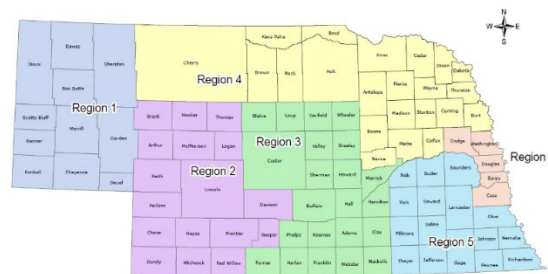 N
W E
S
Keya Paha Boyd
Dawes
Sioux Sheridan
Cherry
Knox Cedar
Dixon
Dakota
Brown Rock Holt
Region 4
Box Butte
Antelope Pierce Wayne Thurston
Region 1
Scotts Bluff
Morrill
Garden
Banner
Kimball Cheyenne
Deuel
Grant Hooker Thomas
Blaine Loup Garfield Wheeler
Madison Stanton Cuming Burt
Boone
Region 3
Arthur McPherson Logan
Custer Valley Greeley
Nance Platte Colfax Dodge Washington
Region
Region 2
Keith
Lincoln
Sherman Howard
Merrick Polk Butler Saunders
Douglas
Sarpy
Cass
Perkins Dawson Buffalo Hall Hamilton
York Seward Lancaster
Otoe
Chase Hayes Frontier Gosper Phelps Kearney Adams Clay
Fillmore Saline
Region 5
Johnson Nemaha
Dundy Hitchcock Red Willow Furnas Harlan Franklin Webster Nuckolls Thayer Jefferson Gage Pawnee Richardson